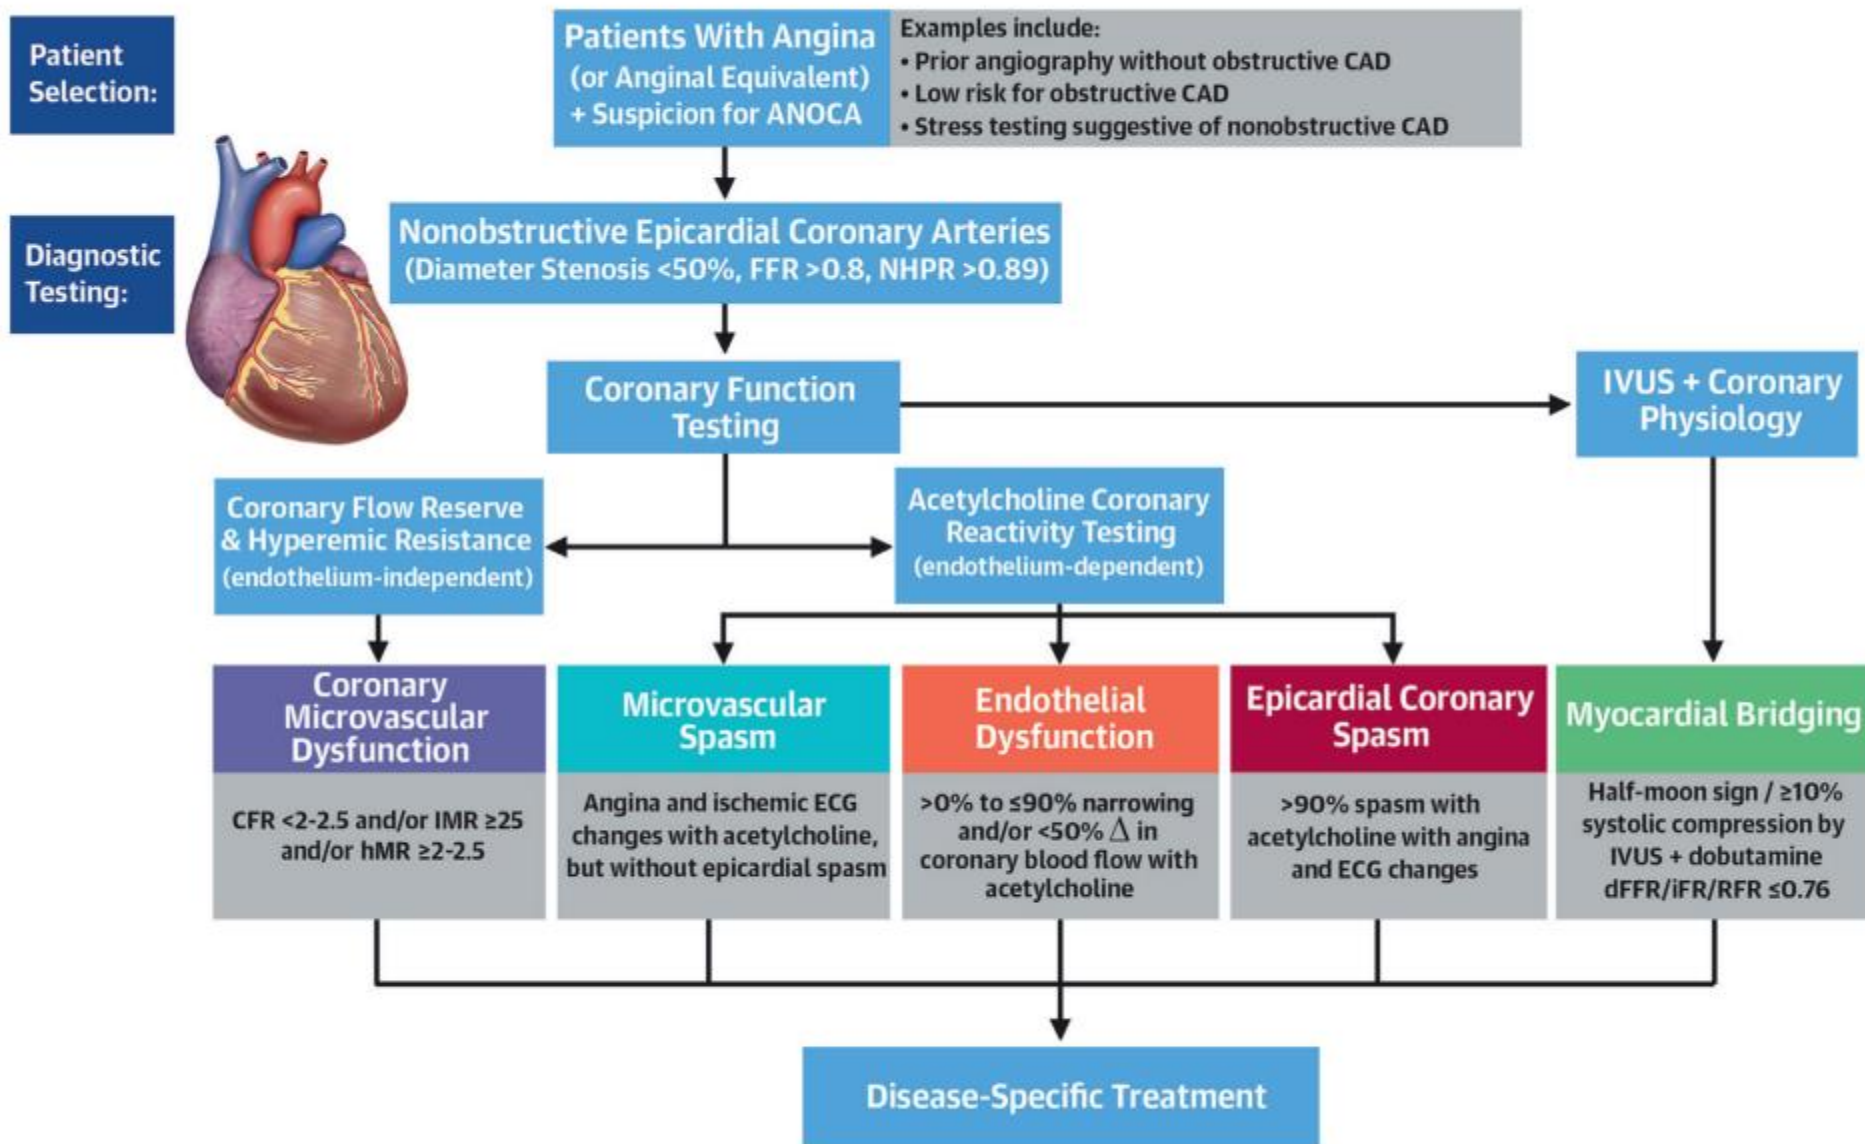 Patient
Selection:
Patients With Angina
(or Anginal Equivalent)
+ Suspicion for ANOCA
Examples include:
• Prior angiography without obstructive CAD
• Low risk for obstructive CAD
• Stress testing suggestive of nonobstructive CAD
Diagnostic
Testing:
Nonobstructive Epicardial Coronary Arteries
(Diameter Stenosis <50%, FFR >0.8, NHPR >0.89)
Coronary Function
Testing
IVUS + Coronary
Physiology
Coronary Flow Reserve
& Hyperemic Resistance
(endothelium-independent)
Acetylcholine Coronary
Reactivity Testing
(endothelium-dependent)
Coronary
Microvascular
Dysfunction
CFR <2-2.5 and/or IMR ≥25
and/or hMR ≥2-2.5
Microvascular
Spasm
Angina and ischemic ECG
changes with acetylcholine,
but without epicardial spasm
Endothelial
Dysfunction
>0% to ≤90% narrowing
and/or <50% Δ in
coronary blood flow with
acetylcholine
Epicardial Coronary
Spasm
>90% spasm with
acetylcholine with angina
and ECG changes
Myocardial Bridging
Half-moon sign / ≥10%
systolic compression by
IVUS + dobutamine
dFFR/iFR/RFR ≤0.76
Disease-Specific Treatment